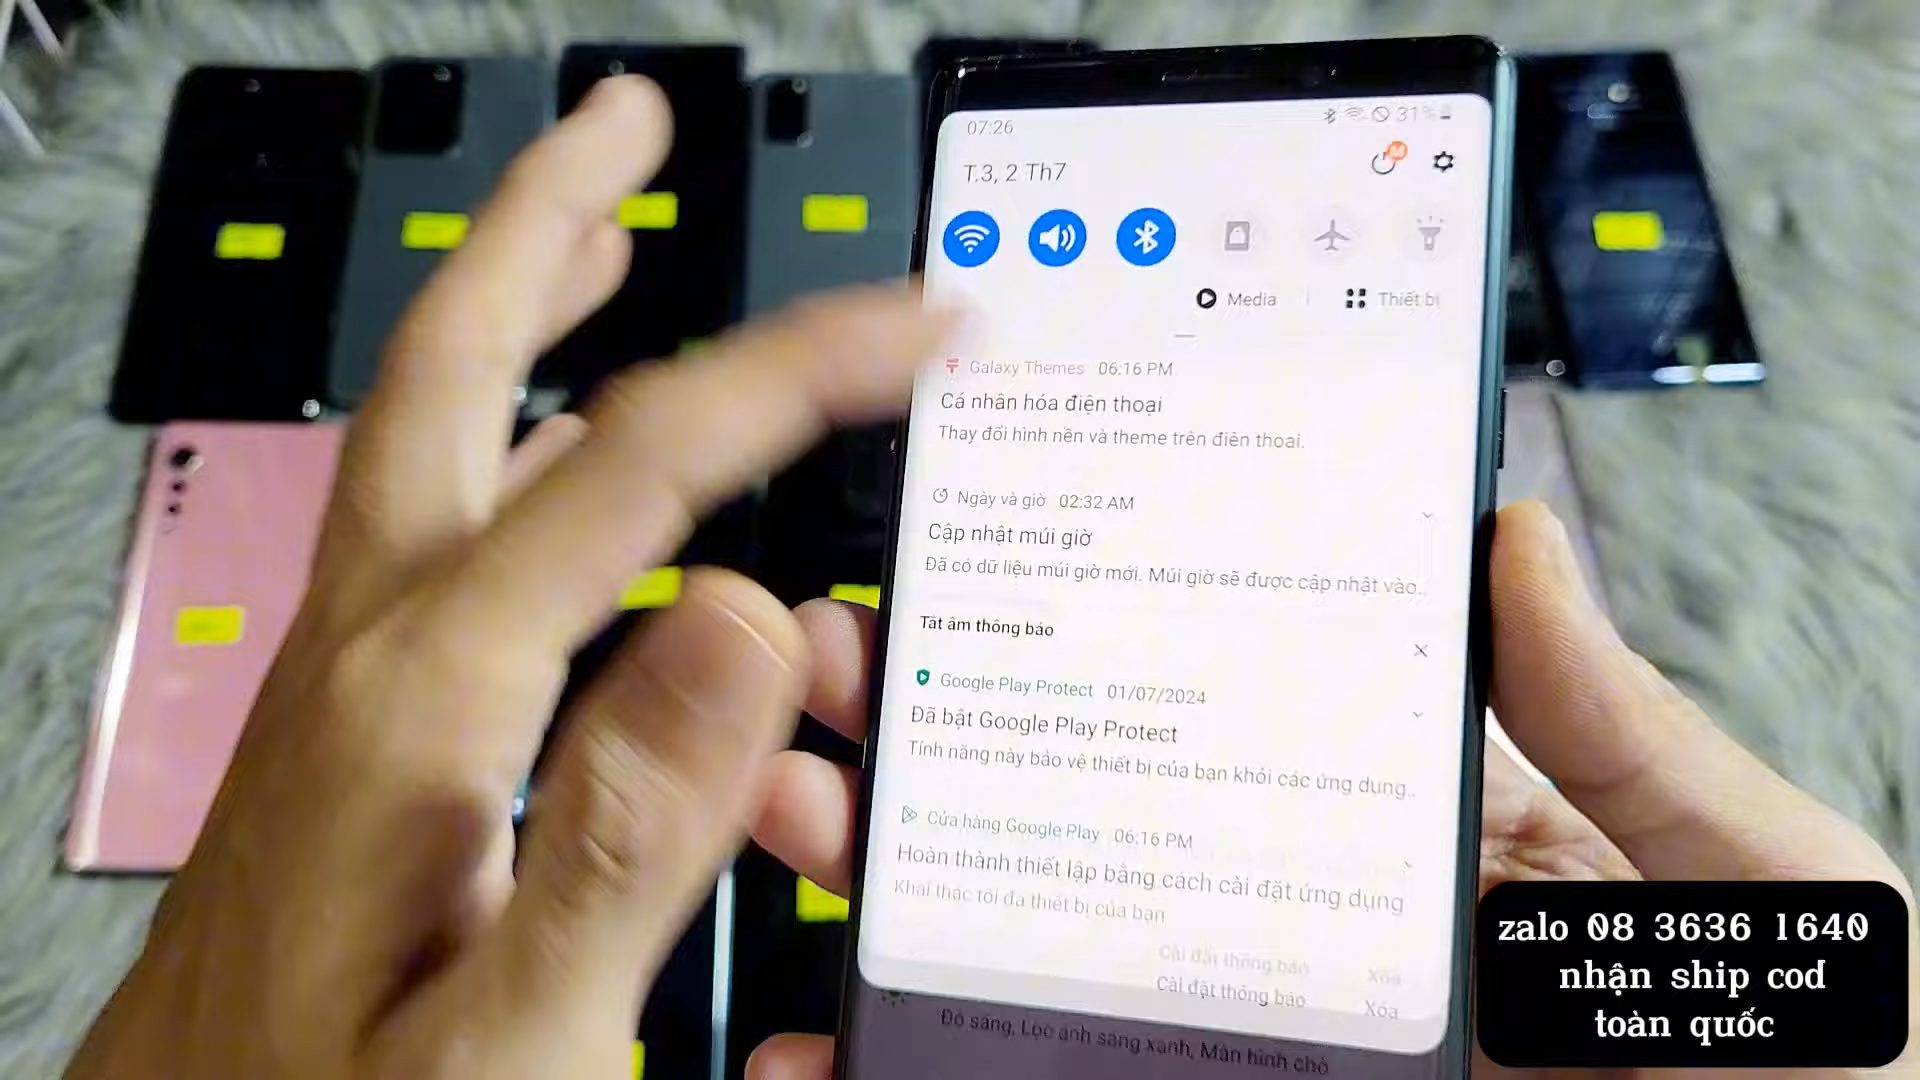 07:26
31%
T.3, 2 Th7
M
Media
Thiết bị
Galaxy Themes 06:16 PM
Cá nhân hóa điện thoại
Thay đổi hình nền và theme trên điện thoại.
Ngày và giờ 02:32 AM
Cập nhật múi giờ
Đã có dữ liệu múi giờ mới. Múi giờ sẽ được cập nhật vào..
Tắt âm thông báo
Google Play Protect 01/07/2024
Đã bật Google Play Protect
Tính năng này bảo vệ thiết bị của bạn khỏi các ứng dụng..
Cửa hàng Google Play 06:16 PM
Hoàn thành thiết lập bằng cách cài đặt ứng dụng
Khai thác tối đa thiết bị của bạn
Cài đặt thông báo Xóa
Cài đặt thông báo Xóa
Độ sáng, Lọc ánh sáng xanh, Màn hình chờ
zalo 08 3636 1640
nhận ship cod
toàn quốc